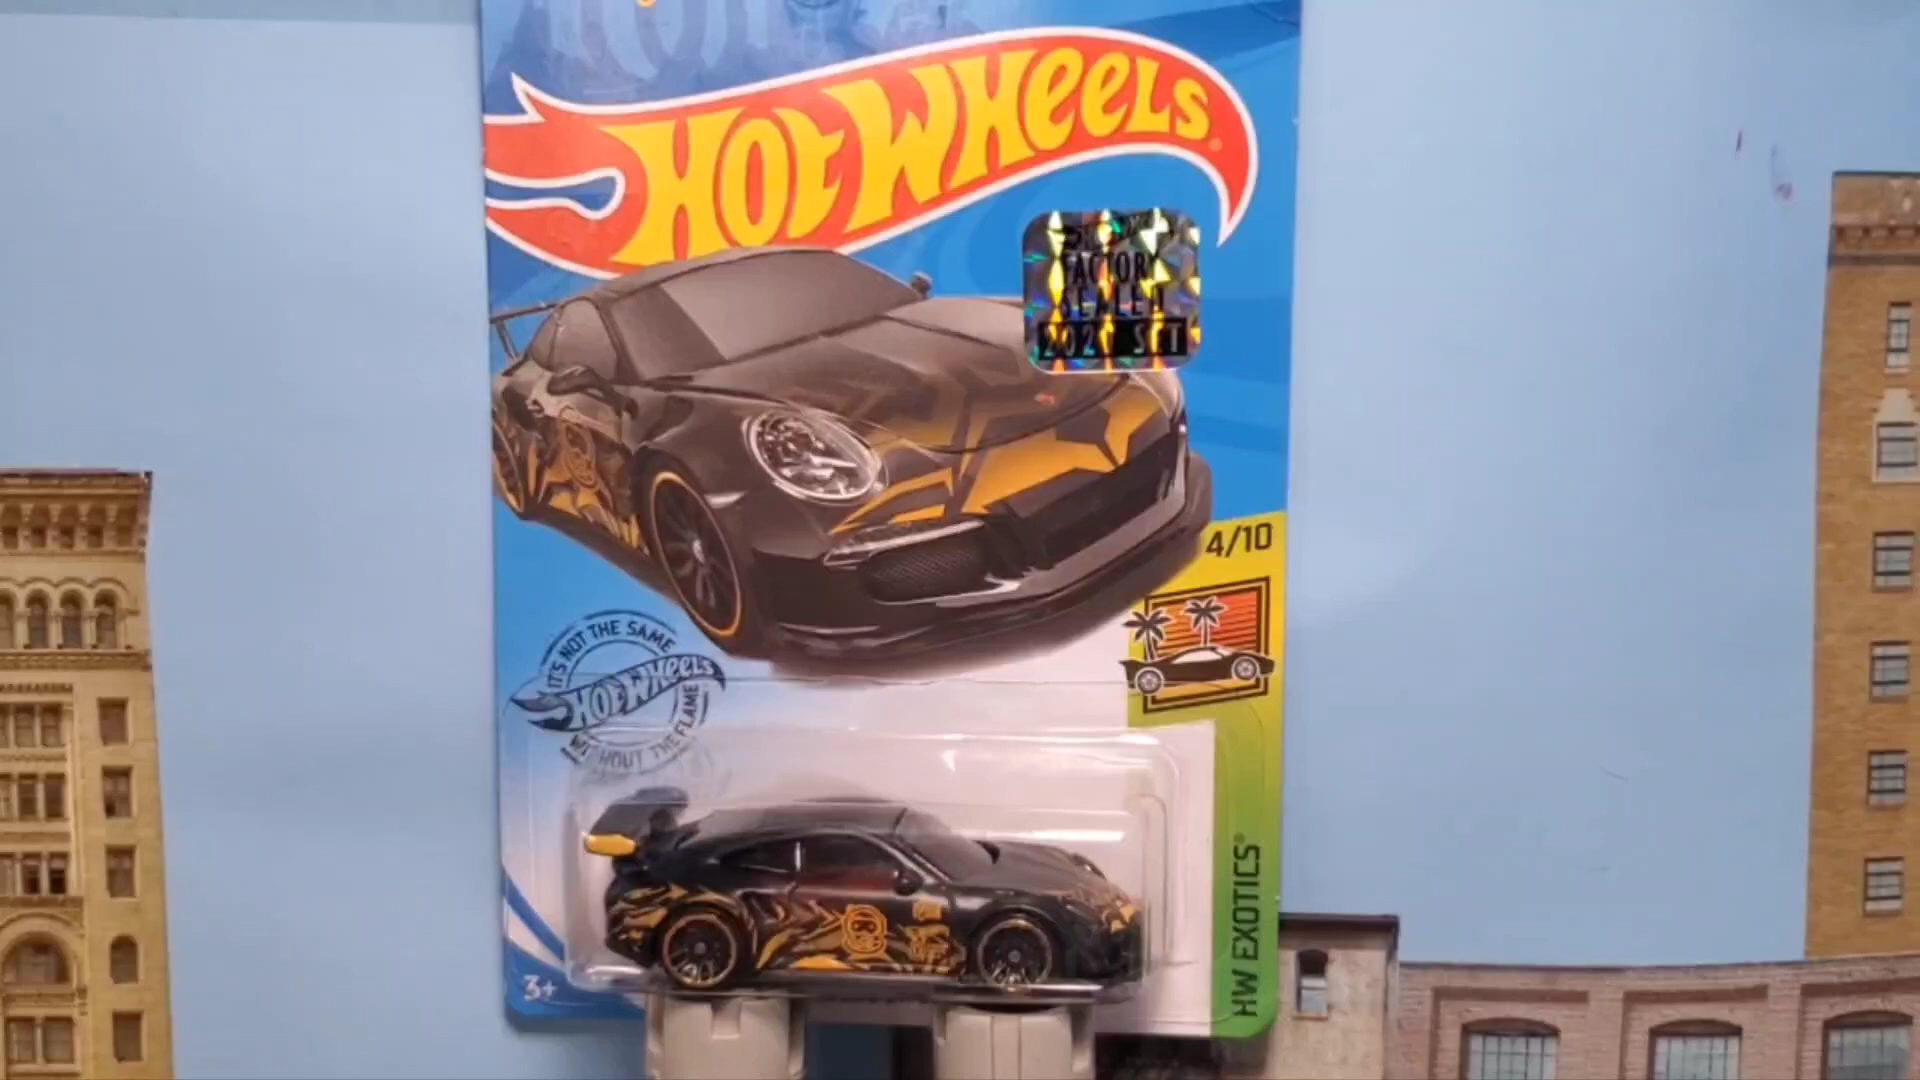 HOT WHEELS
FACTORY
SEALED
2021 SET
4/10
IT'S NOT THE SAME
HOT WHEELS
WITHOUT THE FLAME
HW EXOTICS
3+